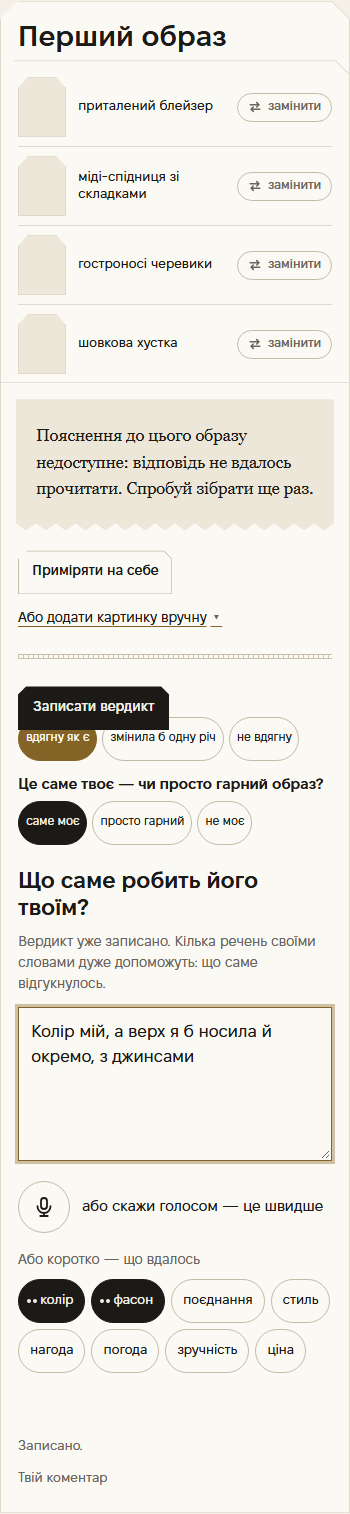 Перший образ
приталений блейзер
замінити
міді-спідниця зі
складками
замінити
гостроносі черевики
замінити
шовкова хустка
замінити
Пояснення до цього образу
недоступне: відповідь не вдалось
прочитати. Спробуй зібрати ще раз.
Приміряти на себе
Або додати картинку вручну
Записати вердикт
вдягну як є
змінила б одну річ
не вдягну
Це саме твоє — чи просто гарний образ?
саме моє
просто гарний
не моє
Що саме робить його
твоїм?
Вердикт уже записано. Кілька речень своїми
словами дуже допоможуть: що саме
відгукнулось.
Колір мій, а верх я б носила й
окремо, з джинсами
або скажи голосом — це швидше
Або коротко — що вдалось
колір
фасон
поєднання
стиль
нагода
погода
зручність
ціна
Записано.
Твій коментар